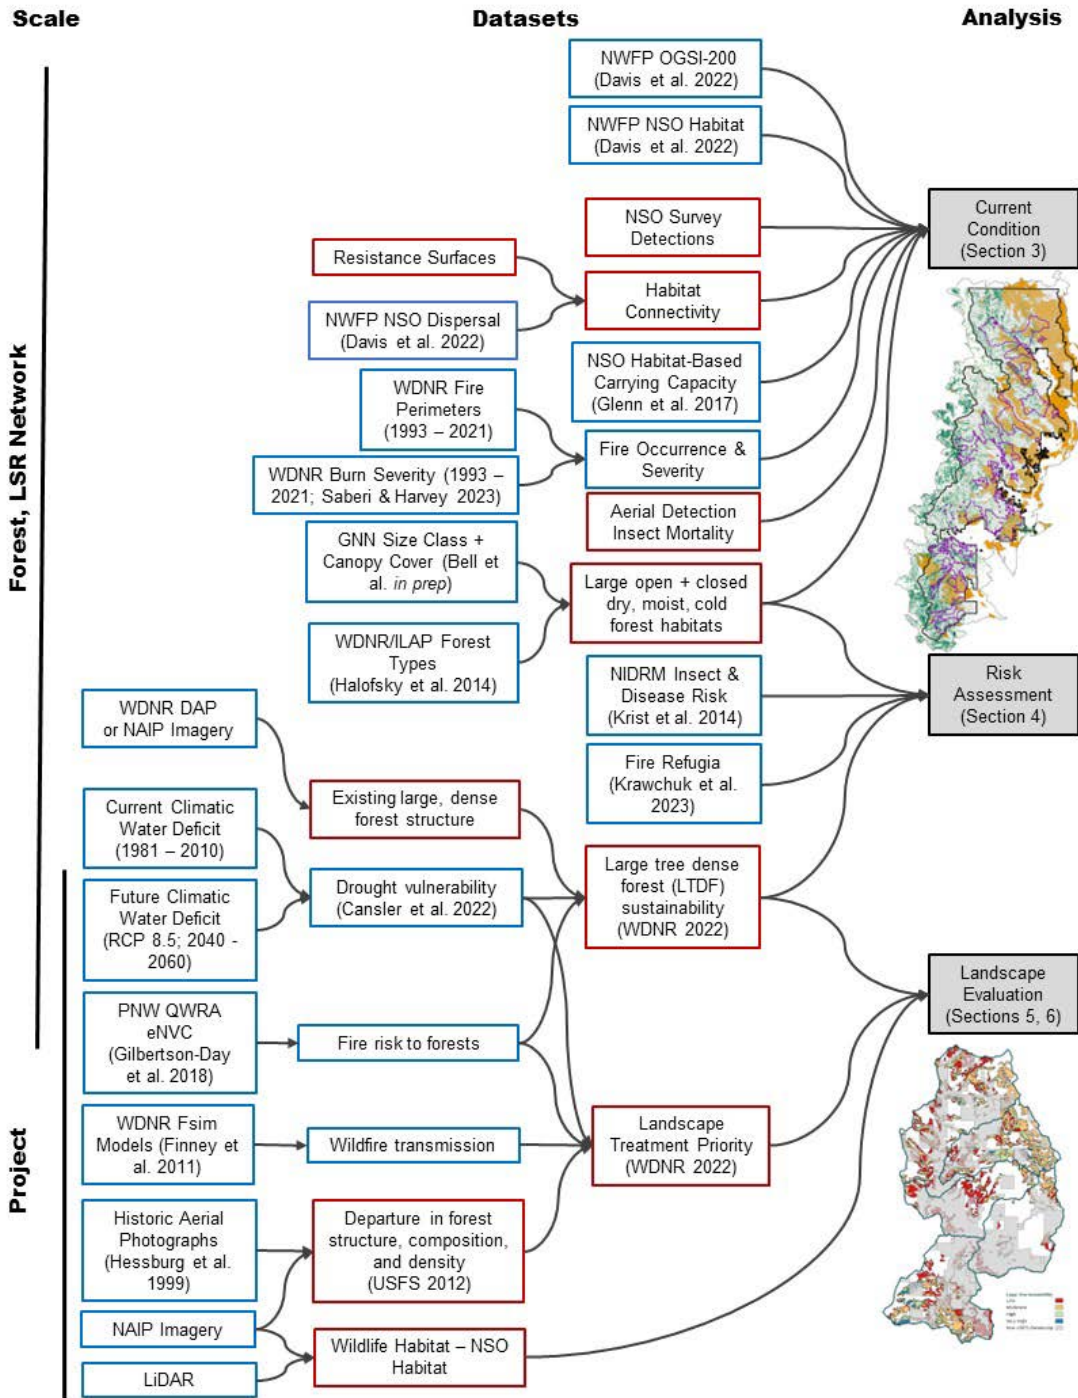 Scale
Datasets
Analysis
Forest, LSR Network
Project
NWFP OGSI-200
(Davis et al. 2022)
NWFP NSO Habitat
(Davis et al. 2022)
NSO Survey
Detections
Current
Condition
(Section 3)
Resistance Surfaces
Habitat
Connectivity
NWFP NSO Dispersal
(Davis et al. 2022)
NSO Habitat-Based
Carrying Capacity
(Glenn et al. 2017)
WDNR Fire
Perimeters
(1993 – 2021)
Fire Occurrence &
Severity
WDNR Burn Severity (1993 –
2021; Saberi & Harvey 2023)
Aerial Detection
Insect Mortality
GNN Size Class +
Canopy Cover (Bell et
al. in prep)
Large open + closed
dry, moist, cold
forest habitats
WDNR/ILAP Forest
Types
(Halofsky et al. 2014)
NIDRM Insect &
Disease Risk
(Krist et al. 2014)
Risk
Assessment
(Section 4)
WDNR DAP
or NAIP Imagery
Fire Refugia
(Krawchuk et al.
2023)
Existing large, dense
forest structure
Current Climatic
Water Deficit
(1981 – 2010)
Drought vulnerability
(Cansler et al. 2022)
Large tree dense
forest (LTDF)
sustainability
(WDNR 2022)
Future Climatic
Water Deficit
(RCP 8.5; 2040 -
2060)
Landscape
Evaluation
(Sections 5, 6)
PNW QWRA
eNVC
(Gilbertson-Day
et al. 2018)
Fire risk to forests
WDNR Fsim
Models (Finney et
al. 2011)
Wildfire transmission
Landscape
Treatment Priority
(WDNR 2022)
Historic Aerial
Photographs
(Hessburg et al.
1999)
Departure in forest
structure, composition,
and density
(USFS 2012)
NAIP Imagery
Wildlife Habitat – NSO
Habitat
LiDAR